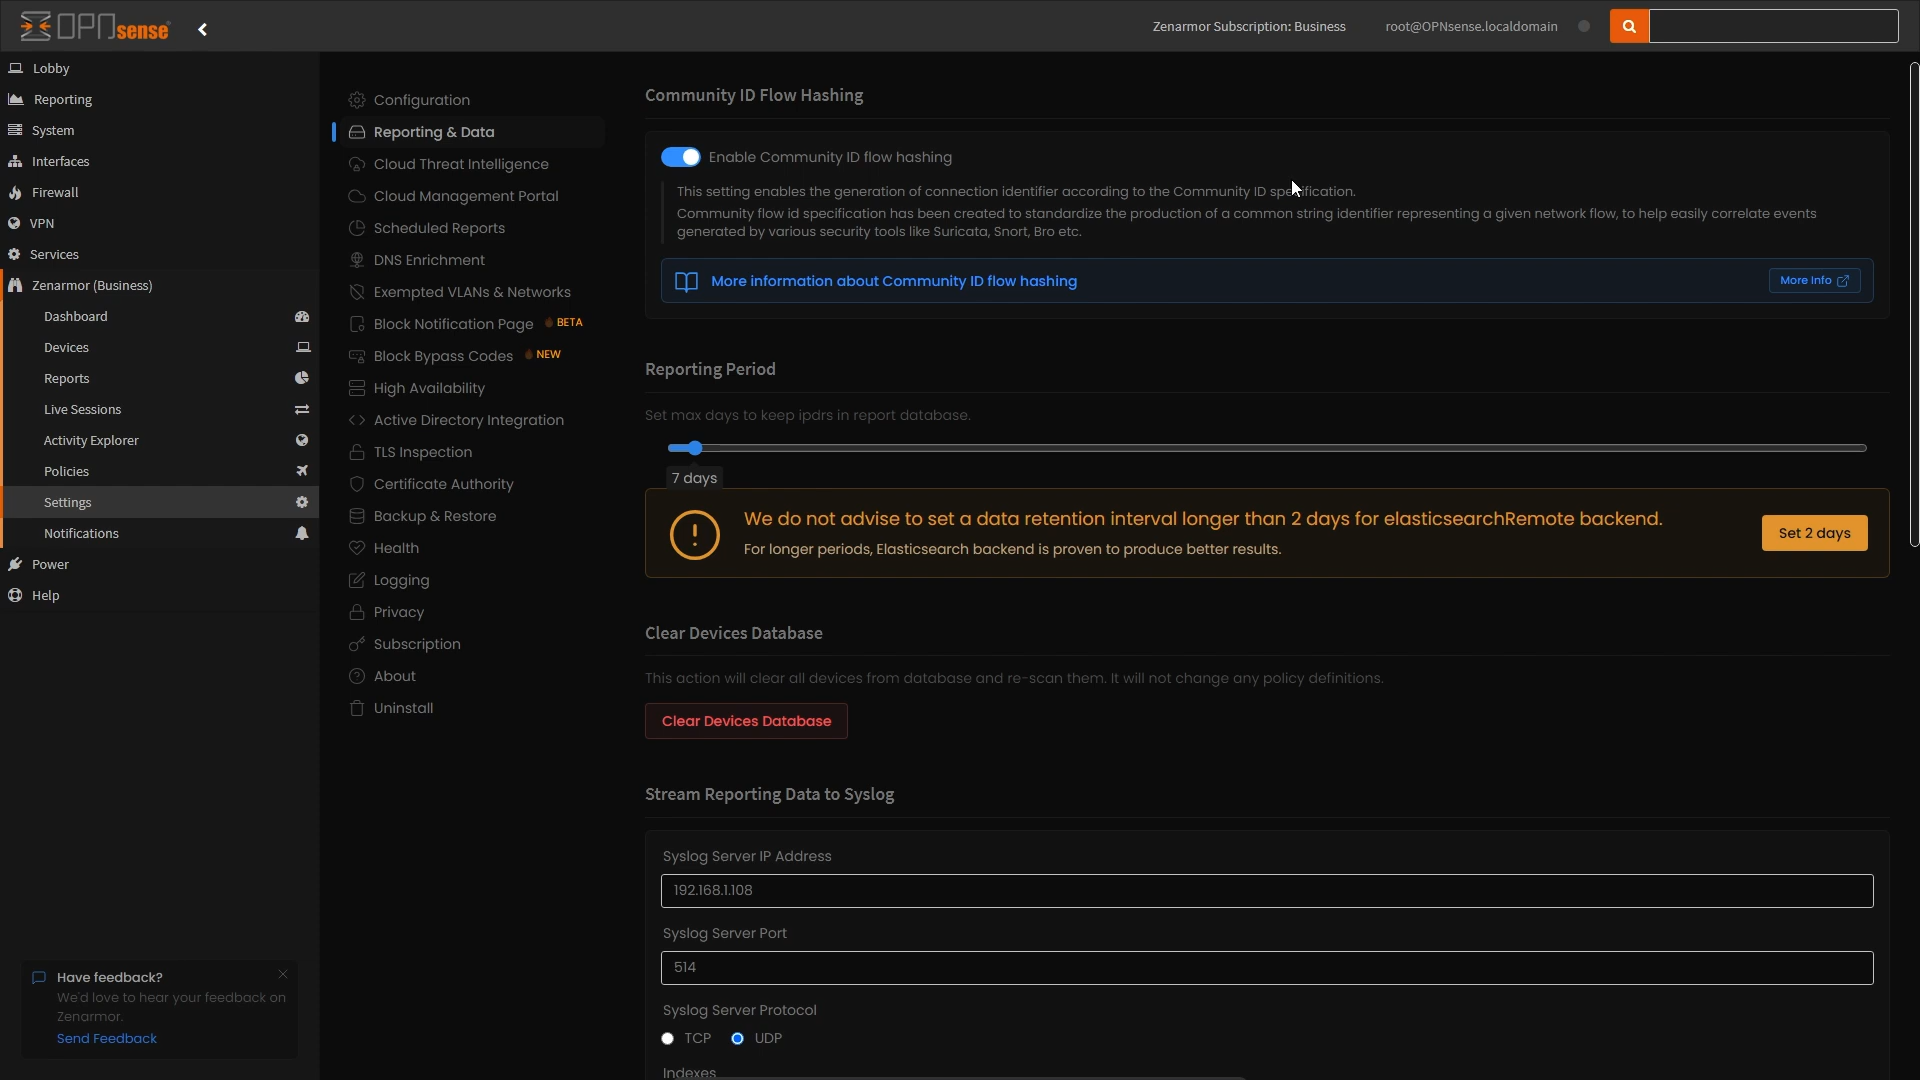 OPNsense
Zenarmor Subscription: Business
root@OPNsense.localdomain
Lobby
Reporting
System
Interfaces
Firewall
VPN
Services
Zenarmor (Business)
Dashboard
Devices
Reports
Live Sessions
Activity Explorer
Policies
Settings
Notifications
Power
Help
Have feedback?
We'd love to hear your feedback on
Zenarmor.
Send Feedback
Configuration
Reporting & Data
Cloud Threat Intelligence
Cloud Management Portal
Scheduled Reports
DNS Enrichment
Exempted VLANs & Networks
Block Notification Page BETA
Block Bypass Codes NEW
High Availability
Active Directory Integration
TLS Inspection
Certificate Authority
Backup & Restore
Health
Logging
Privacy
Subscription
About
Uninstall
Community ID Flow Hashing
Enable Community ID flow hashing
This setting enables the generation of connection identifier according to the Community ID specification.
Community flow id specification has been created to standardize the production of a common string identifier representing a given network flow, to help easily correlate events
generated by various security tools like Suricata, Snort, Bro etc.
More information about Community ID flow hashing
More Info
Reporting Period
Set max days to keep ipdrs in report database.
7 days
We do not advise to set a data retention interval longer than 2 days for elasticsearchRemote backend.
For longer periods, Elasticsearch backend is proven to produce better results.
Set 2 days
Clear Devices Database
This action will clear all devices from database and re-scan them. It will not change any policy definitions.
Clear Devices Database
Stream Reporting Data to Syslog
Syslog Server IP Address
192.168.1.108
Syslog Server Port
514
Syslog Server Protocol
TCP UDP
Indexes